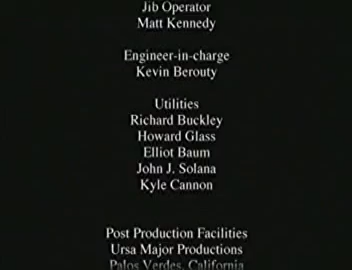 Jib Operator
Matt Kennedy
Engineer-in-charge
Kevin Berouty
Utilities
Richard Buckley
Howard Glass
Elliot Baum
John J. Solana
Kyle Cannon
Post Production Facilities
Ursa Major Productions
Palos Verdes, California